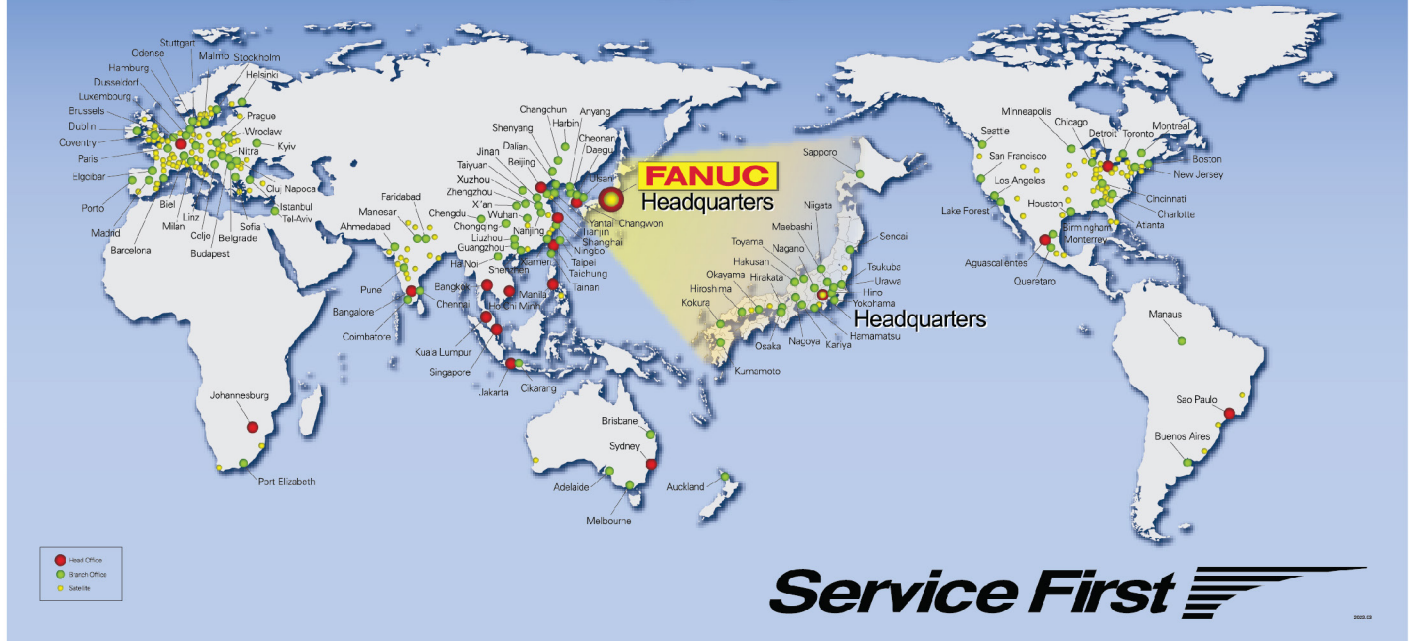 Stuttgart
Odense
Malmo
Stockholm
Hamburg
Helsinki
Dusseldorf
Luxembourg
Brussels
Prague
Dublin
Wroclaw
Coventry
Kyiv
Paris
Nitra
Elgoibar
Cluj Napoca
Porto
Biel
Istanbul
Madrid
Linz
Tel-Aviv
Milan
Sofia
Barcelona
Celje
Belgrade
Budapest
Faridabad
Manesar
Ahmedabad
Pune
Chennai
Bangalore
Coimbatore
Johannesburg
Port Elizabeth
Changchun
Anyang
Harbin
Shenyang
Cheonan
Dalian
Daegu
Jinan
Beijing
Taiyuan
Ulsan
Xuzhou
Zhengzhou
X'an
Chengdu
Wuhan
Yantai
Changwon
Chongqing
Tianjin
Nanjing
Liuzhou
Shanghai
Guangzhou
Ningbo
Ha Noi
Xiamen
Taipei
Shenzhen
Taichung
Bangkok
Manila
Tainan
Ho Chi Minh
Kuala Lumpur
Singapore
Jakarta
Cikarang
Brisbane
Sydney
Adelaide
Auckland
Melbourne
FANUC
Headquarters
Sapporo
Niigata
Maebashi
Toyama
Nagano
Sendai
Hakusan
Okayama
Hirakata
Tsukuba
Hiroshima
Urawa
Kokura
Hino
Yokohama
Headquarters
Hamamatsu
Osaka
Nagoya
Kariya
Kumamoto
Minneapolis
Chicago
Montreal
Seattle
Detroit
Toronto
San Francisco
Boston
Los Angeles
New Jersey
Houston
Cincinnati
Lake Forest
Charlotte
Birmingham
Atlanta
Monterrey
Aguascalientes
Queretaro
Manaus
Sao Paulo
Buenos Aires
Head Office
Branch Office
Satellite
Service First